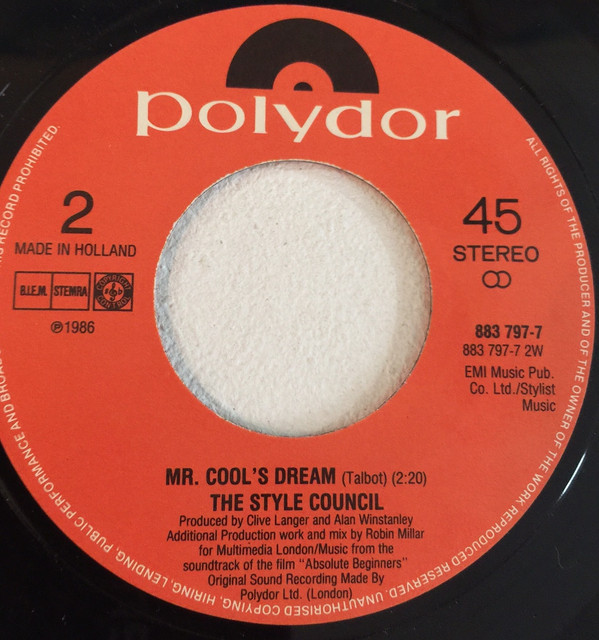 polydor
2
MADE IN HOLLAND
B.I.E.M. STEMRA COPYRIGHT CONTROL
℗1986
45
STEREO
883 797-7
883 797-7 2W
EMI Music Pub.
Co. Ltd./Stylist
Music
MR. COOL'S DREAM (Talbot) (2:20)
THE STYLE COUNCIL
Produced by Clive Langer and Alan Winstanley
Additional Production work and mix by Robin Millar
for Multimedia London/Music from the
soundtrack of the film "Absolute Beginners"
Original Sound Recording Made By
Polydor Ltd. (London)
ALL RIGHTS OF THE PRODUCER AND OF THE OWNER OF THE WORK REPRODUCED RESERVED. UNAUTHORISED COPYING, HIRING, LENDING, PUBLIC PERFORMANCE AND RECORD PROHIBITED.